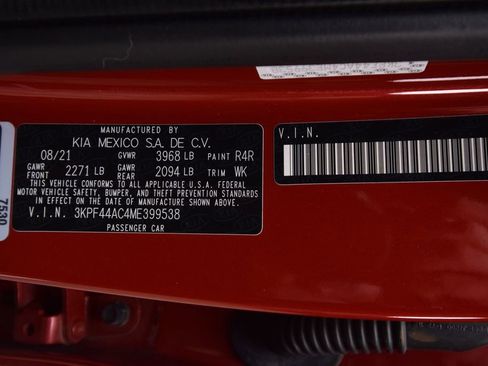 MANUFACTURED BY
KIA MEXICO S.A. DE C.V.
08/21 GVWR 3968 LB PAINT R4R
GAWR FRONT 2271 LB GAWR REAR 2094 LB TRIM WK
THIS VEHICLE CONFORMS TO ALL APPLICABLE U.S.A. FEDERAL
MOTOR VEHICLE SAFETY, BUMPER, AND THEFT PREVENTION STANDARDS
IN EFFECT ON THE DATE OF MANUFACTURE SHOWN ABOVE.
V.I.N. 3KPF44AC4ME399538
PASSENGER CAR
V.I.N.
7530